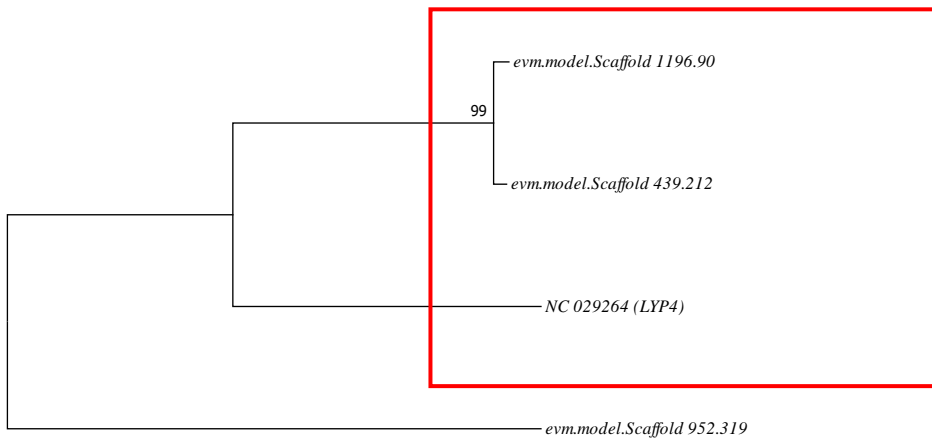 evm.model.Scaffold 1196.90
99
evm.model.Scaffold 439.212
NC 029264 (LYP4)
evm.model.Scaffold 952.319